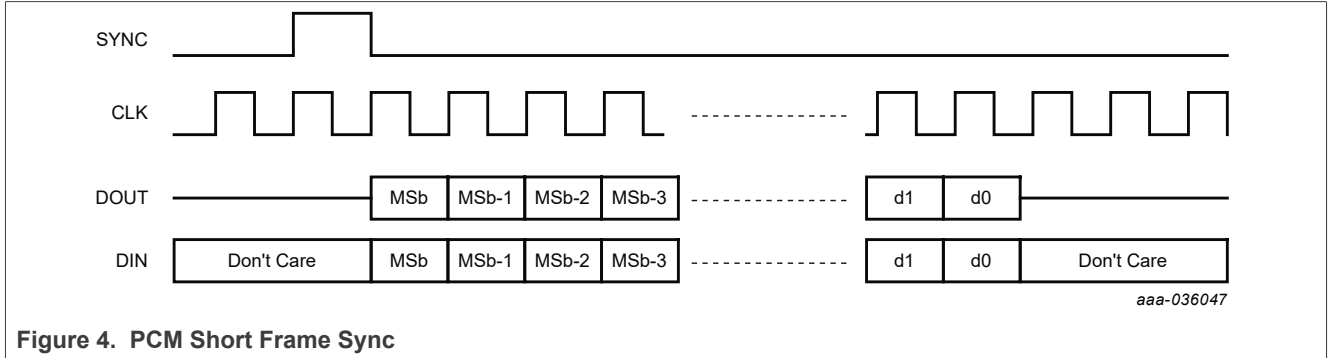 SYNC
CLK
DOUT MSb MSb-1 MSb-2 MSb-3 d1 d0
DIN Don't Care MSb MSb-1 MSb-2 MSb-3 d1 d0 Don't Care
aaa-036047
Figure 4. PCM Short Frame Sync